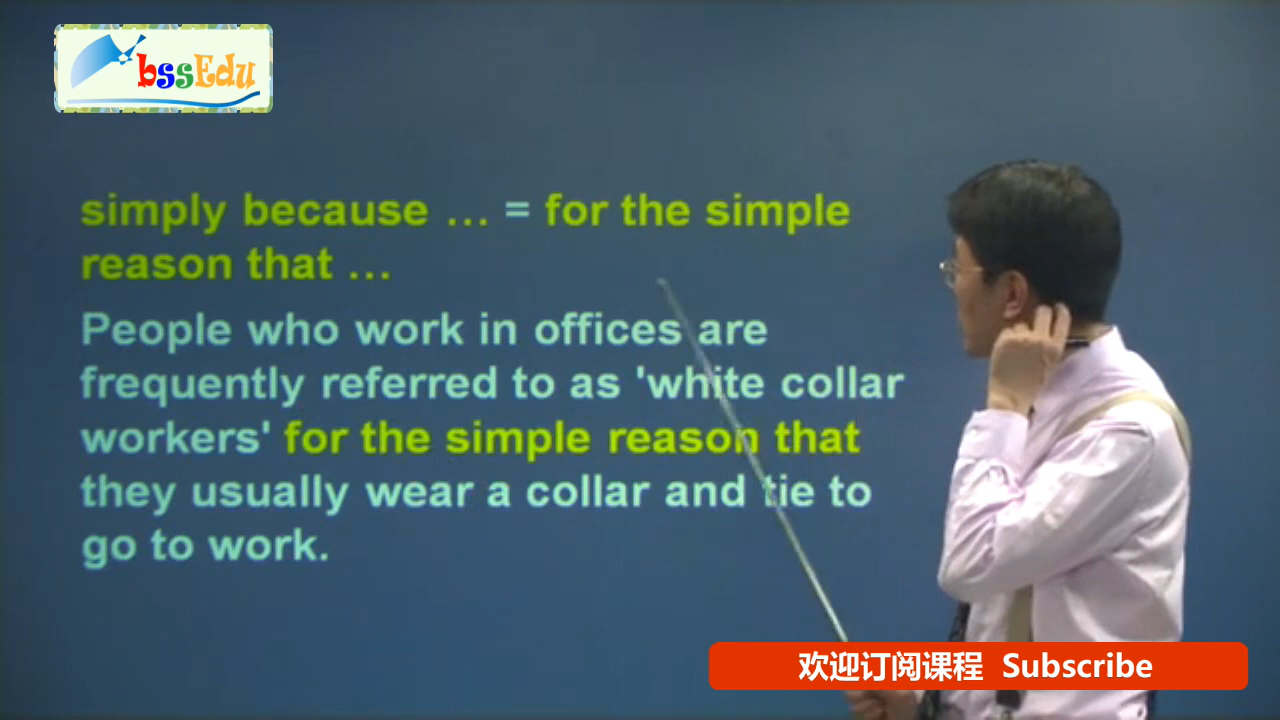 bssEdu
simply because … = for the simple
reason that …
People who work in offices are
frequently referred to as 'white collar
workers' for the simple reason that
they usually wear a collar and tie to
go to work.
欢迎订阅课程 Subscribe